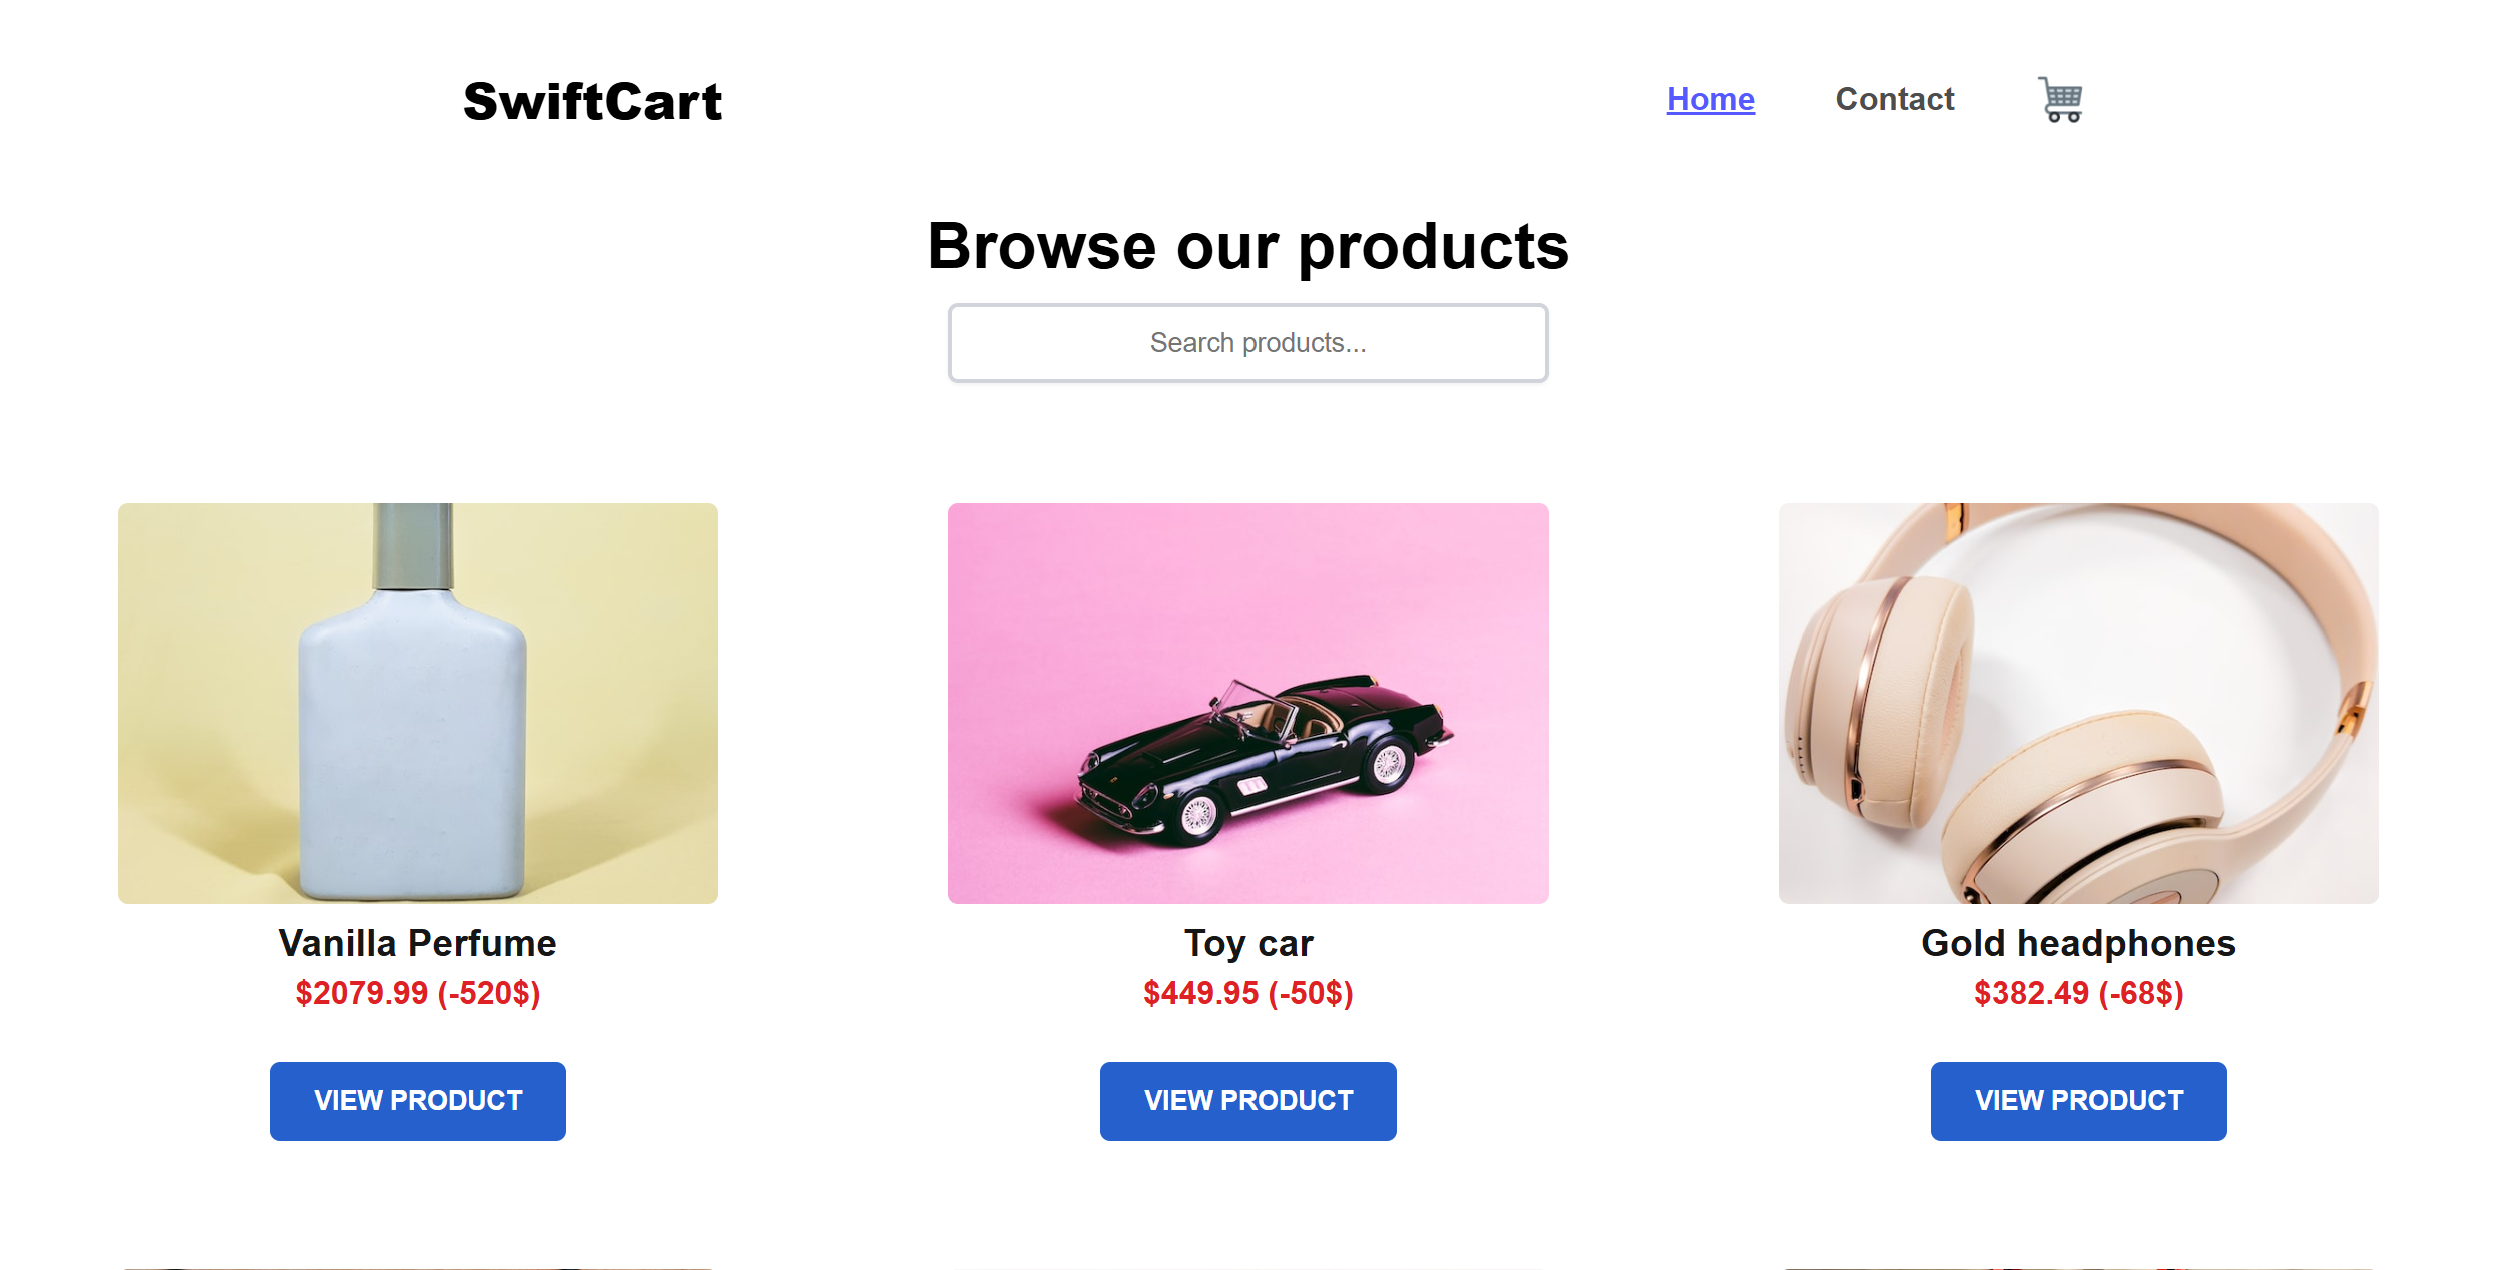 SwiftCart
Home Contact
Browse our products
Search products...
Vanilla Perfume
$2079.99 (-520$)
VIEW PRODUCT
Toy car
$449.95 (-50$)
VIEW PRODUCT
Gold headphones
$382.49 (-68$)
VIEW PRODUCT